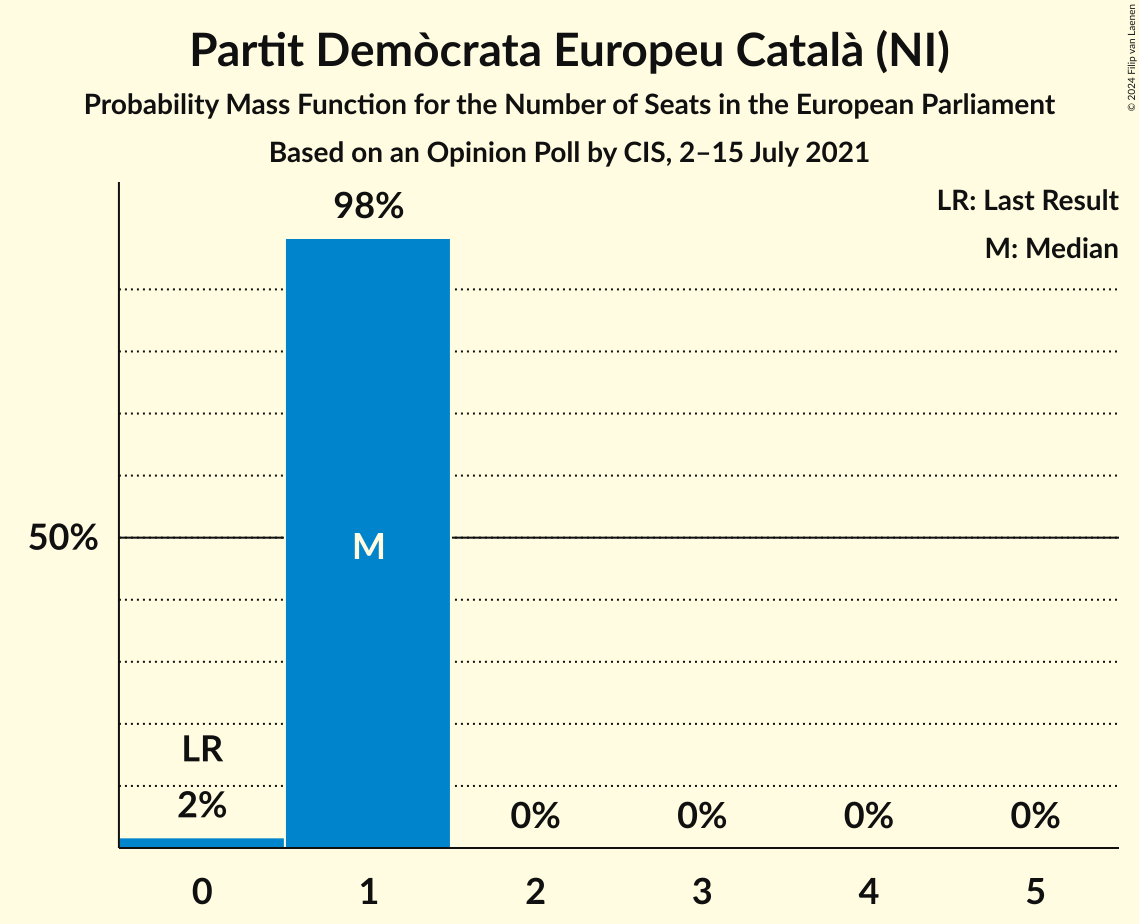 Partit Demòcrata Europeu Català (NI)
Probability Mass Function for the Number of Seats in the European Parliament
Based on an Opinion Poll by CIS, 2–15 July 2021
© 2024 Filip van Laenen
LR: Last Result
M: Median
98%
50%
M
LR
2%
0%
0%
0%
0%
0
1
2
3
4
5